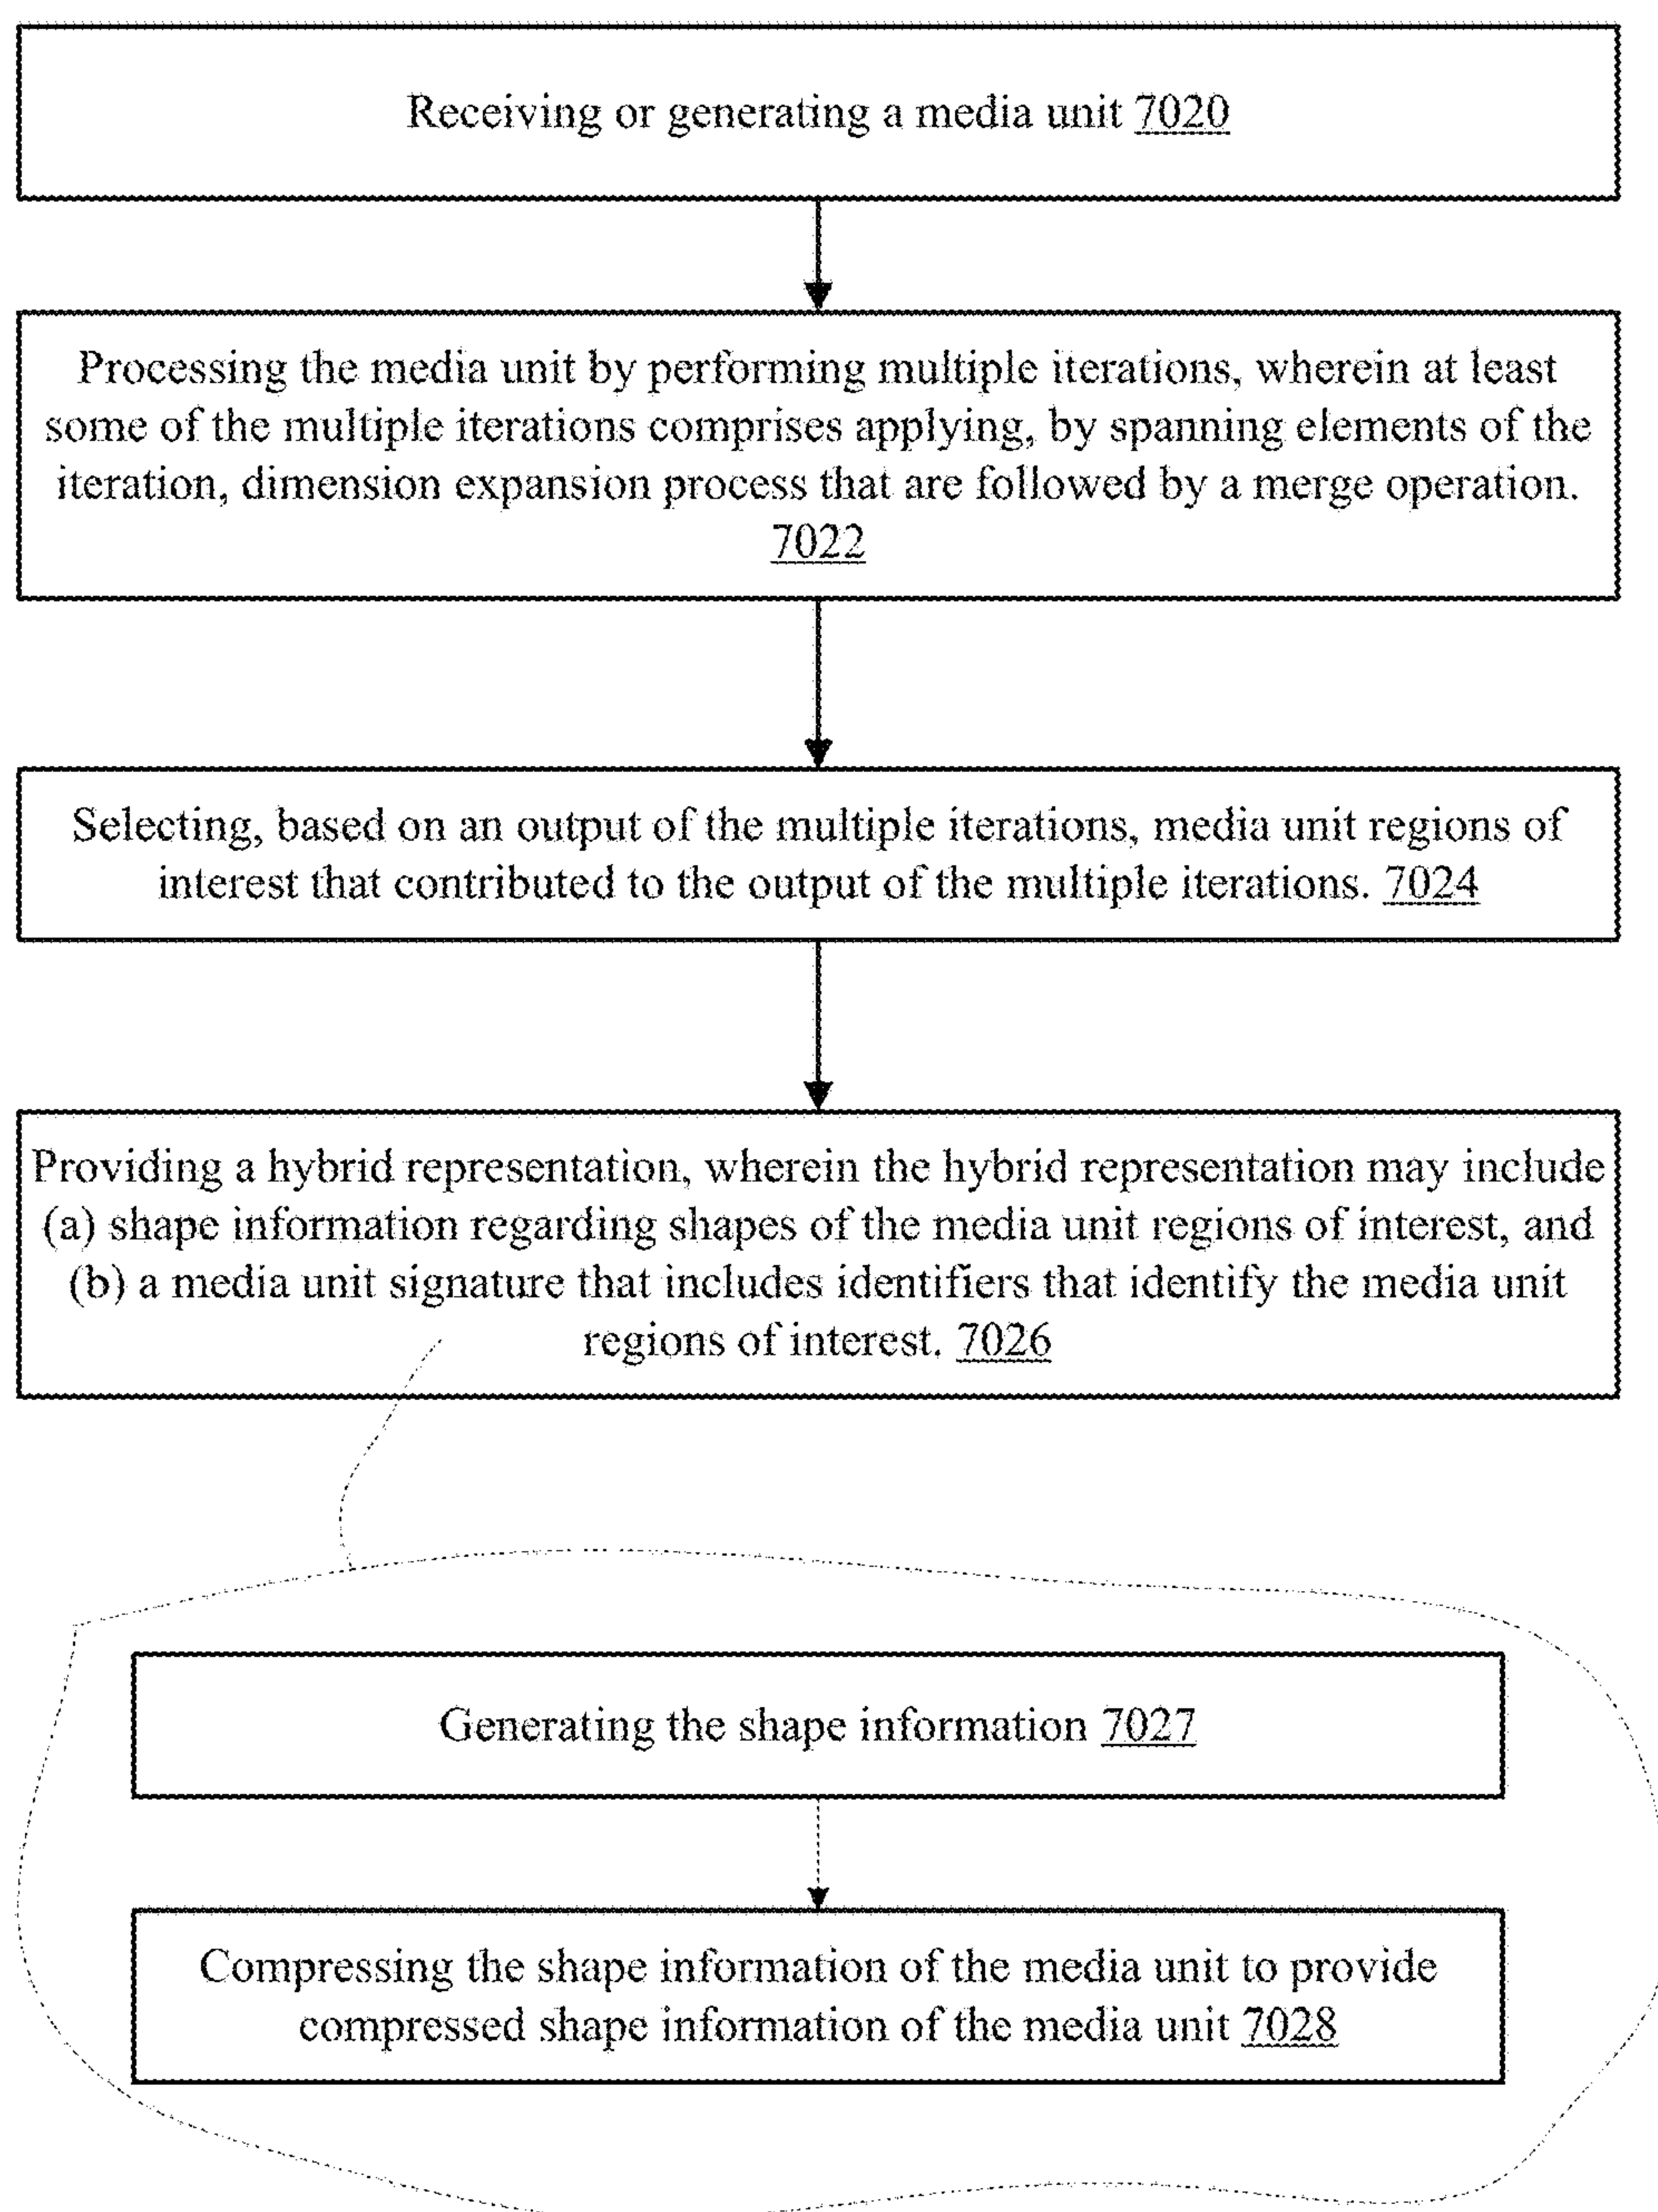 Receiving or generating a media unit 7020
Processing the media unit by performing multiple iterations, wherein at least
some of the multiple iterations comprises applying, by spanning elements of the
iteration, dimension expansion process that are followed by a merge operation.
7022
Selecting, based on an output of the multiple iterations, media unit regions of
interest that contributed to the output of the multiple iterations. 7024
Providing a hybrid representation, wherein the hybrid representation may include
(a) shape information regarding shapes of the media unit regions of interest, and
(b) a media unit signature that includes identifiers that identify the media unit
regions of interest. 7026
Generating the shape information 7027
Compressing the shape information of the media unit to provide
compressed shape information of the media unit 7028